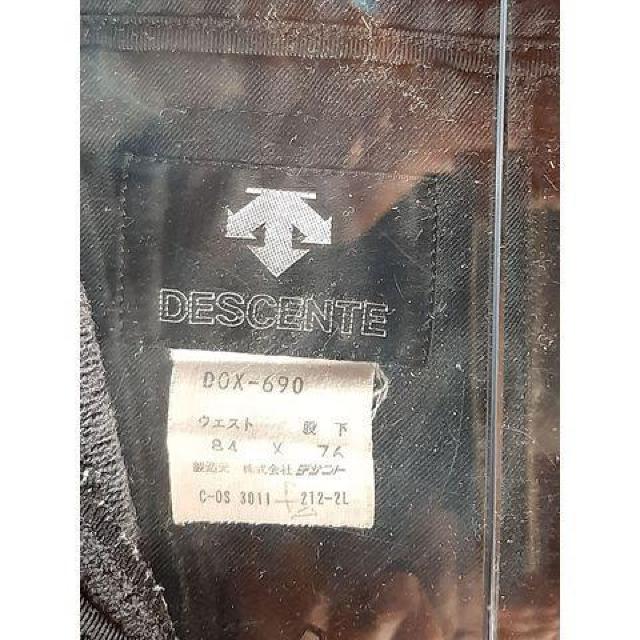 DESCENTE
DOX-690
ウエスト 股下
84 X 76
製造元 株式会社デサント
C-OS 3011 212-2L